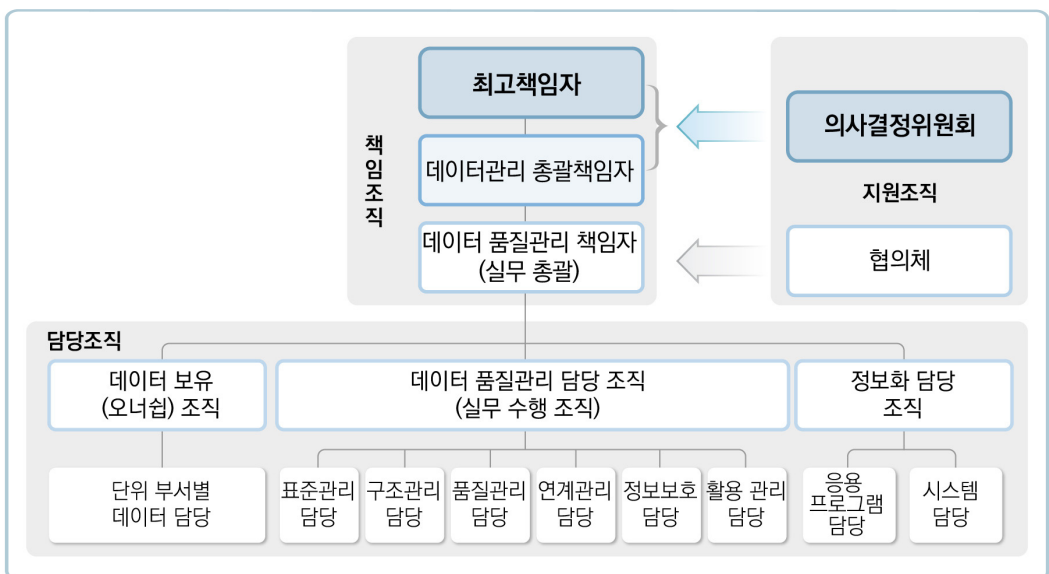 책임조직
최고책임자
데이터관리 총괄책임자
데이터 품질관리 책임자
(실무 총괄)
의사결정위원회
지원조직
협의체
담당조직
데이터 보유
(오너쉽) 조직
데이터 품질관리 담당 조직
(실무 수행 조직)
정보화 담당
조직
단위 부서별
데이터 담당
표준관리
담당
구조관리
담당
품질관리
담당
연계관리
담당
정보보호
담당
활용 관리
담당
응용
프로그램
담당
시스템
담당